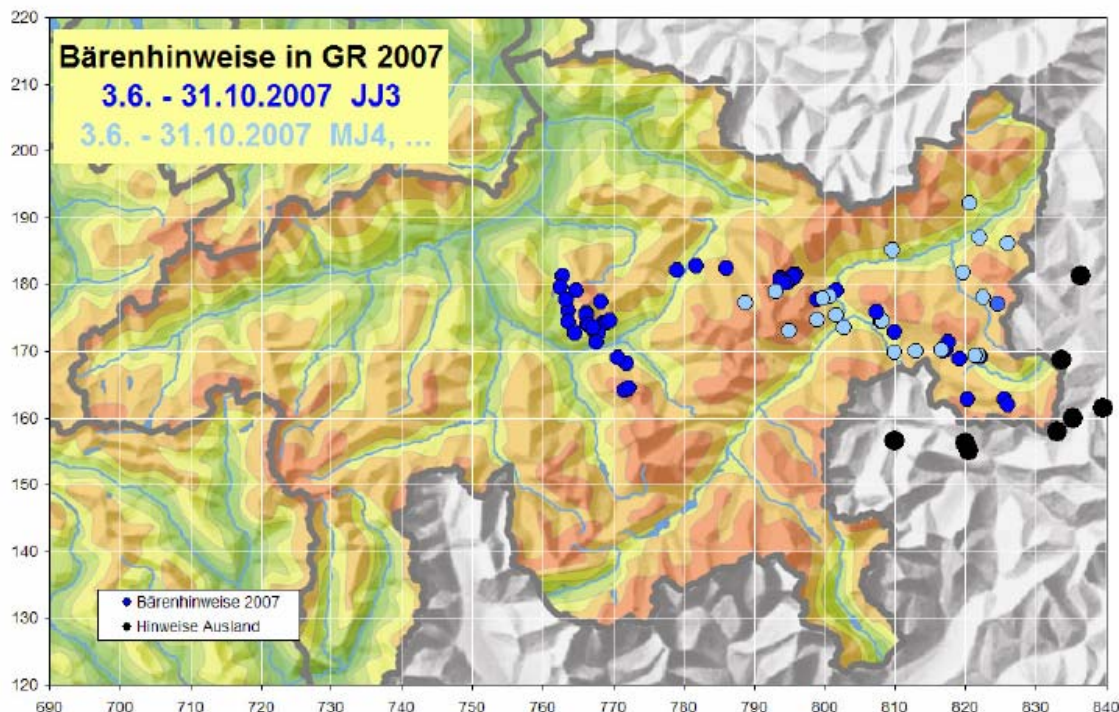 Bärenhinweise in GR 2007
3.6. - 31.10.2007 JJ3
3.6. - 31.10.2007 MJ4, ...
220
210
200
190
180
170
160
150
140
130
120
Bärenhinweise 2007
Hinweise Ausland
690 700 710 720 730 740 750 760 770 780 790 800 810 820 830 840